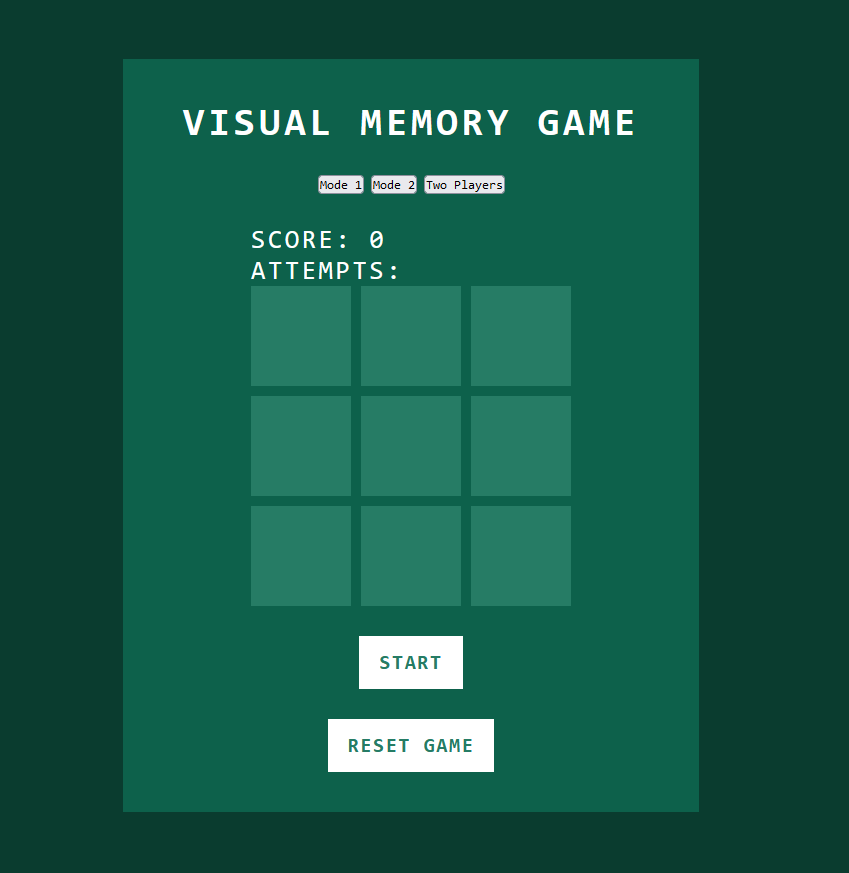 VISUAL MEMORY GAME
Mode 1 Mode 2 Two Players
SCORE: 0
ATTEMPTS:
START
RESET GAME